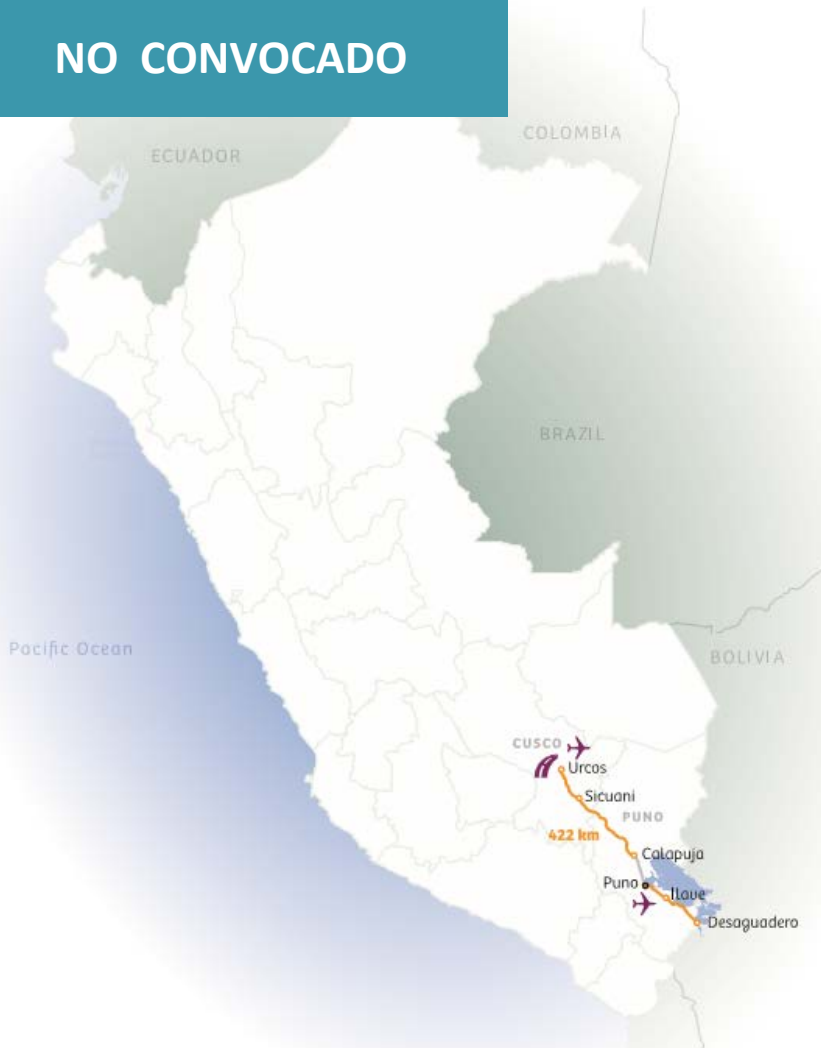 NO CONVOCADO
COLOMBIA
ECUADOR
BRAZIL
Pacific Ocean
BOLIVIA
CUSCO
Urcos
Sicuani
PUNO
422 km
Calapuja
Puno
Ilave
Desaguadero